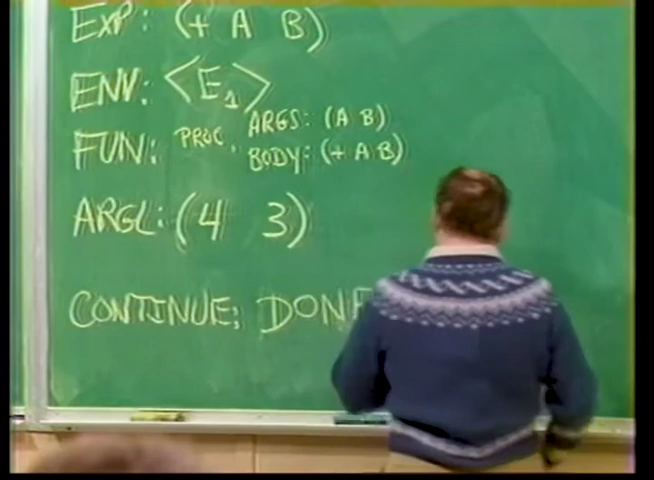 EXP: (+ A B)
ENV: <E₁>
FUN: PROC, ARGS: (A B)
BODY: (+ A B)
ARGL: (4 3)
CONTINUE: DONE